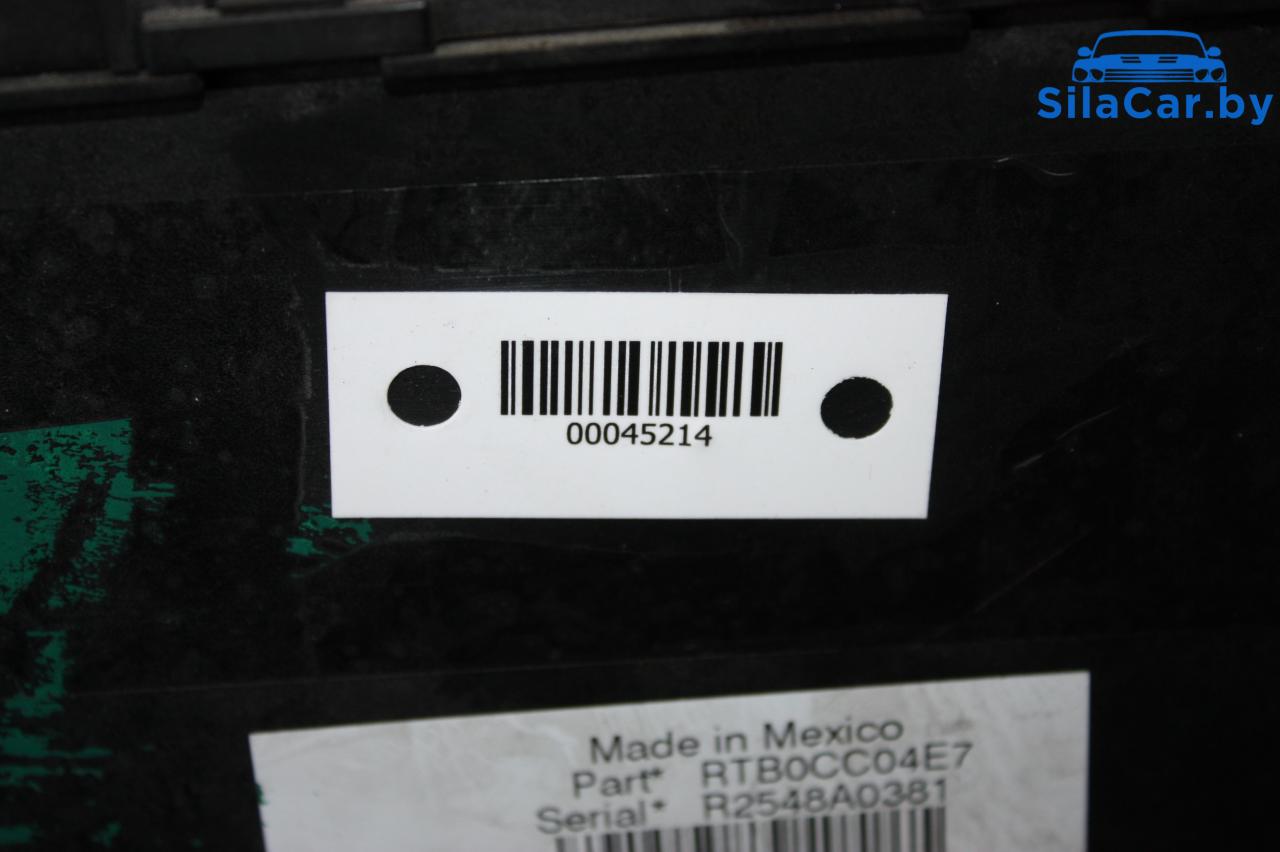 SilaCar.by
00045214
Made in Mexico
Part* RTB0CC04E7
Serial* R2548A0381